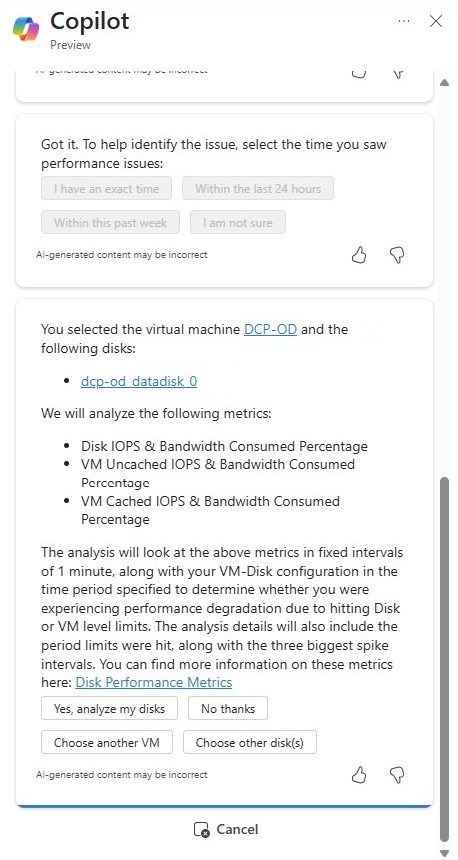 Copilot
Preview
AI-generated content may be incorrect
Got it. To help identify the issue, select the time you saw
performance issues:
I have an exact time
Within the last 24 hours
Within this past week
I am not sure
AI-generated content may be incorrect
You selected the virtual machine DCP-OD and the
following disks:
• dcp-od_datadisk_0
We will analyze the following metrics:
• Disk IOPS & Bandwidth Consumed Percentage
• VM Uncached IOPS & Bandwidth Consumed
Percentage
• VM Cached IOPS & Bandwidth Consumed
Percentage
The analysis will look at the above metrics in fixed intervals
of 1 minute, along with your VM-Disk configuration in the
time period specified to determine whether you were
experiencing performance degradation due to hitting Disk
or VM level limits. The analysis details will also include the
period limits were hit, along with the three biggest spike
intervals. You can find more information on these metrics
here: Disk Performance Metrics
Yes, analyze my disks
No thanks
Choose another VM
Choose other disk(s)
AI-generated content may be incorrect
Cancel